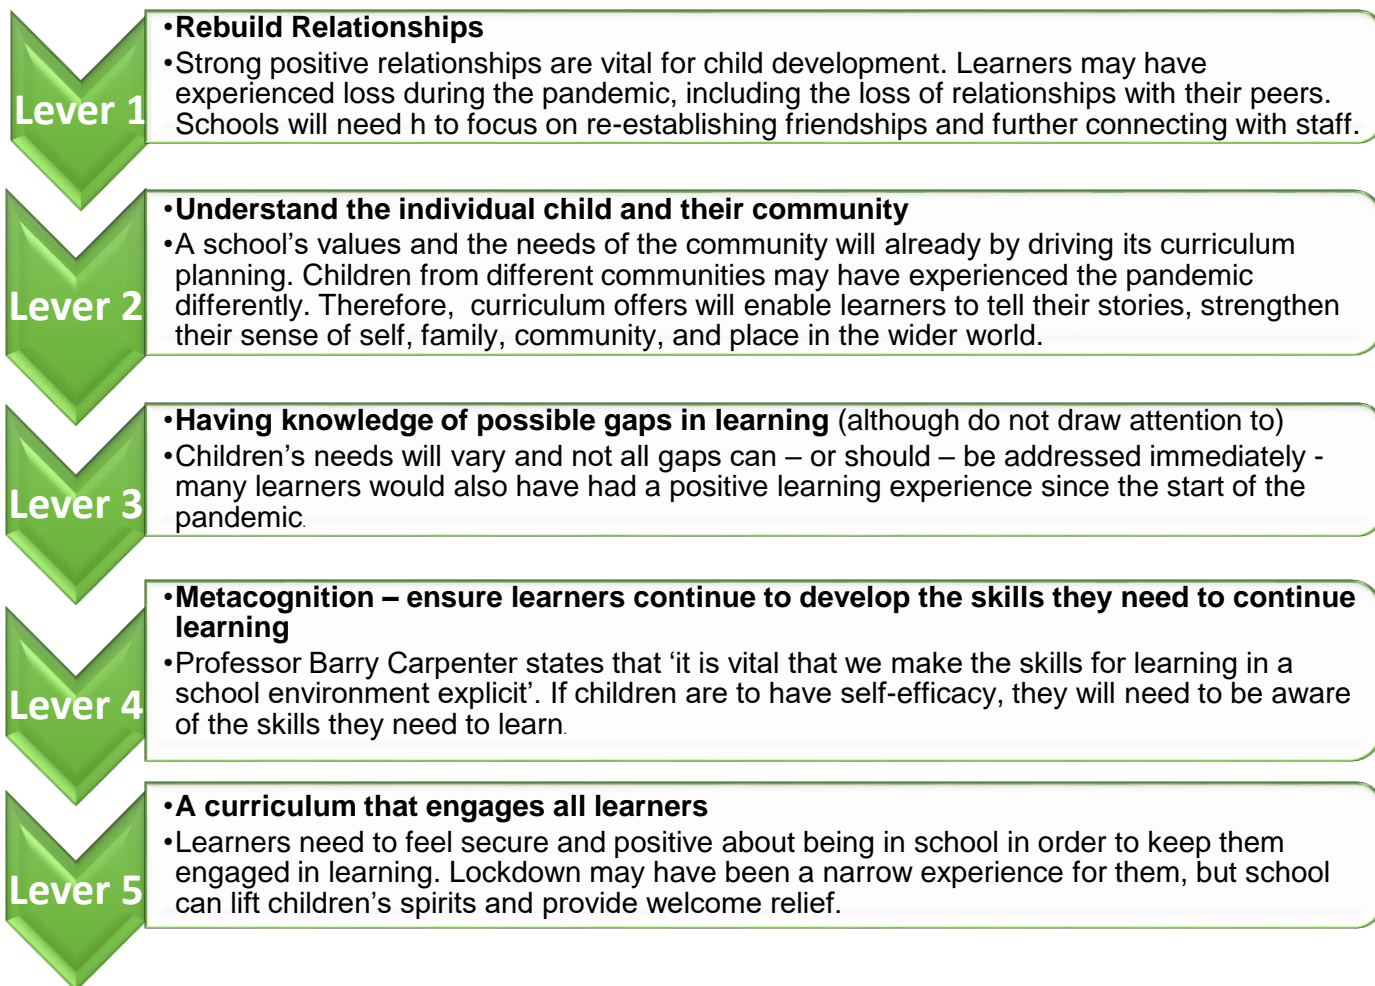 •Rebuild Relationships
•Strong positive relationships are vital for child development. Learners may have
experienced loss during the pandemic, including the loss of relationships with their peers.
Lever 1
Schools will need h to focus on re-establishing friendships and further connecting with staff.
•Understand the individual child and their community
•A school’s values and the needs of the community will already by driving its curriculum
planning. Children from different communities may have experienced the pandemic
Lever 2
differently. Therefore,  curriculum offers will enable learners to tell their stories, strengthen
their sense of self, family, community, and place in the wider world.
•Having knowledge of possible gaps in learning (although do not draw attention to)
•Children’s needs will vary and not all gaps can – or should – be addressed immediately -
many learners would also have had a positive learning experience since the start of the
Lever 3
pandemic.
•Metacognition – ensure learners continue to develop the skills they need to continue
learning
•Professor Barry Carpenter states that ‘it is vital that we make the skills for learning in a
school environment explicit’. If children are to have self-efficacy, they will need to be aware
Lever 4
of the skills they need to learn.
•A curriculum that engages all learners
•Learners need to feel secure and positive about being in school in order to keep them
engaged in learning. Lockdown may have been a narrow experience for them, but school
Lever 5
can lift children’s spirits and provide welcome relief.